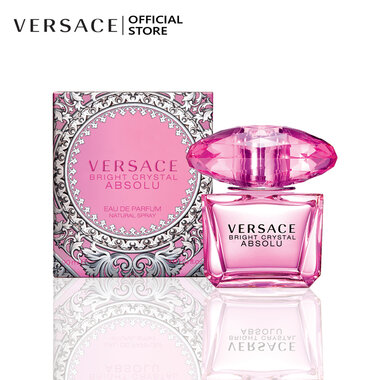 VERSACE
OFFICIAL
STORE
VERSACE
BRIGHT CRYSTAL
ABSOLU
EAU DE PARFUM
NATURAL SPRAY
VERSACE
BRIGHT CRYSTAL
ABSOLU